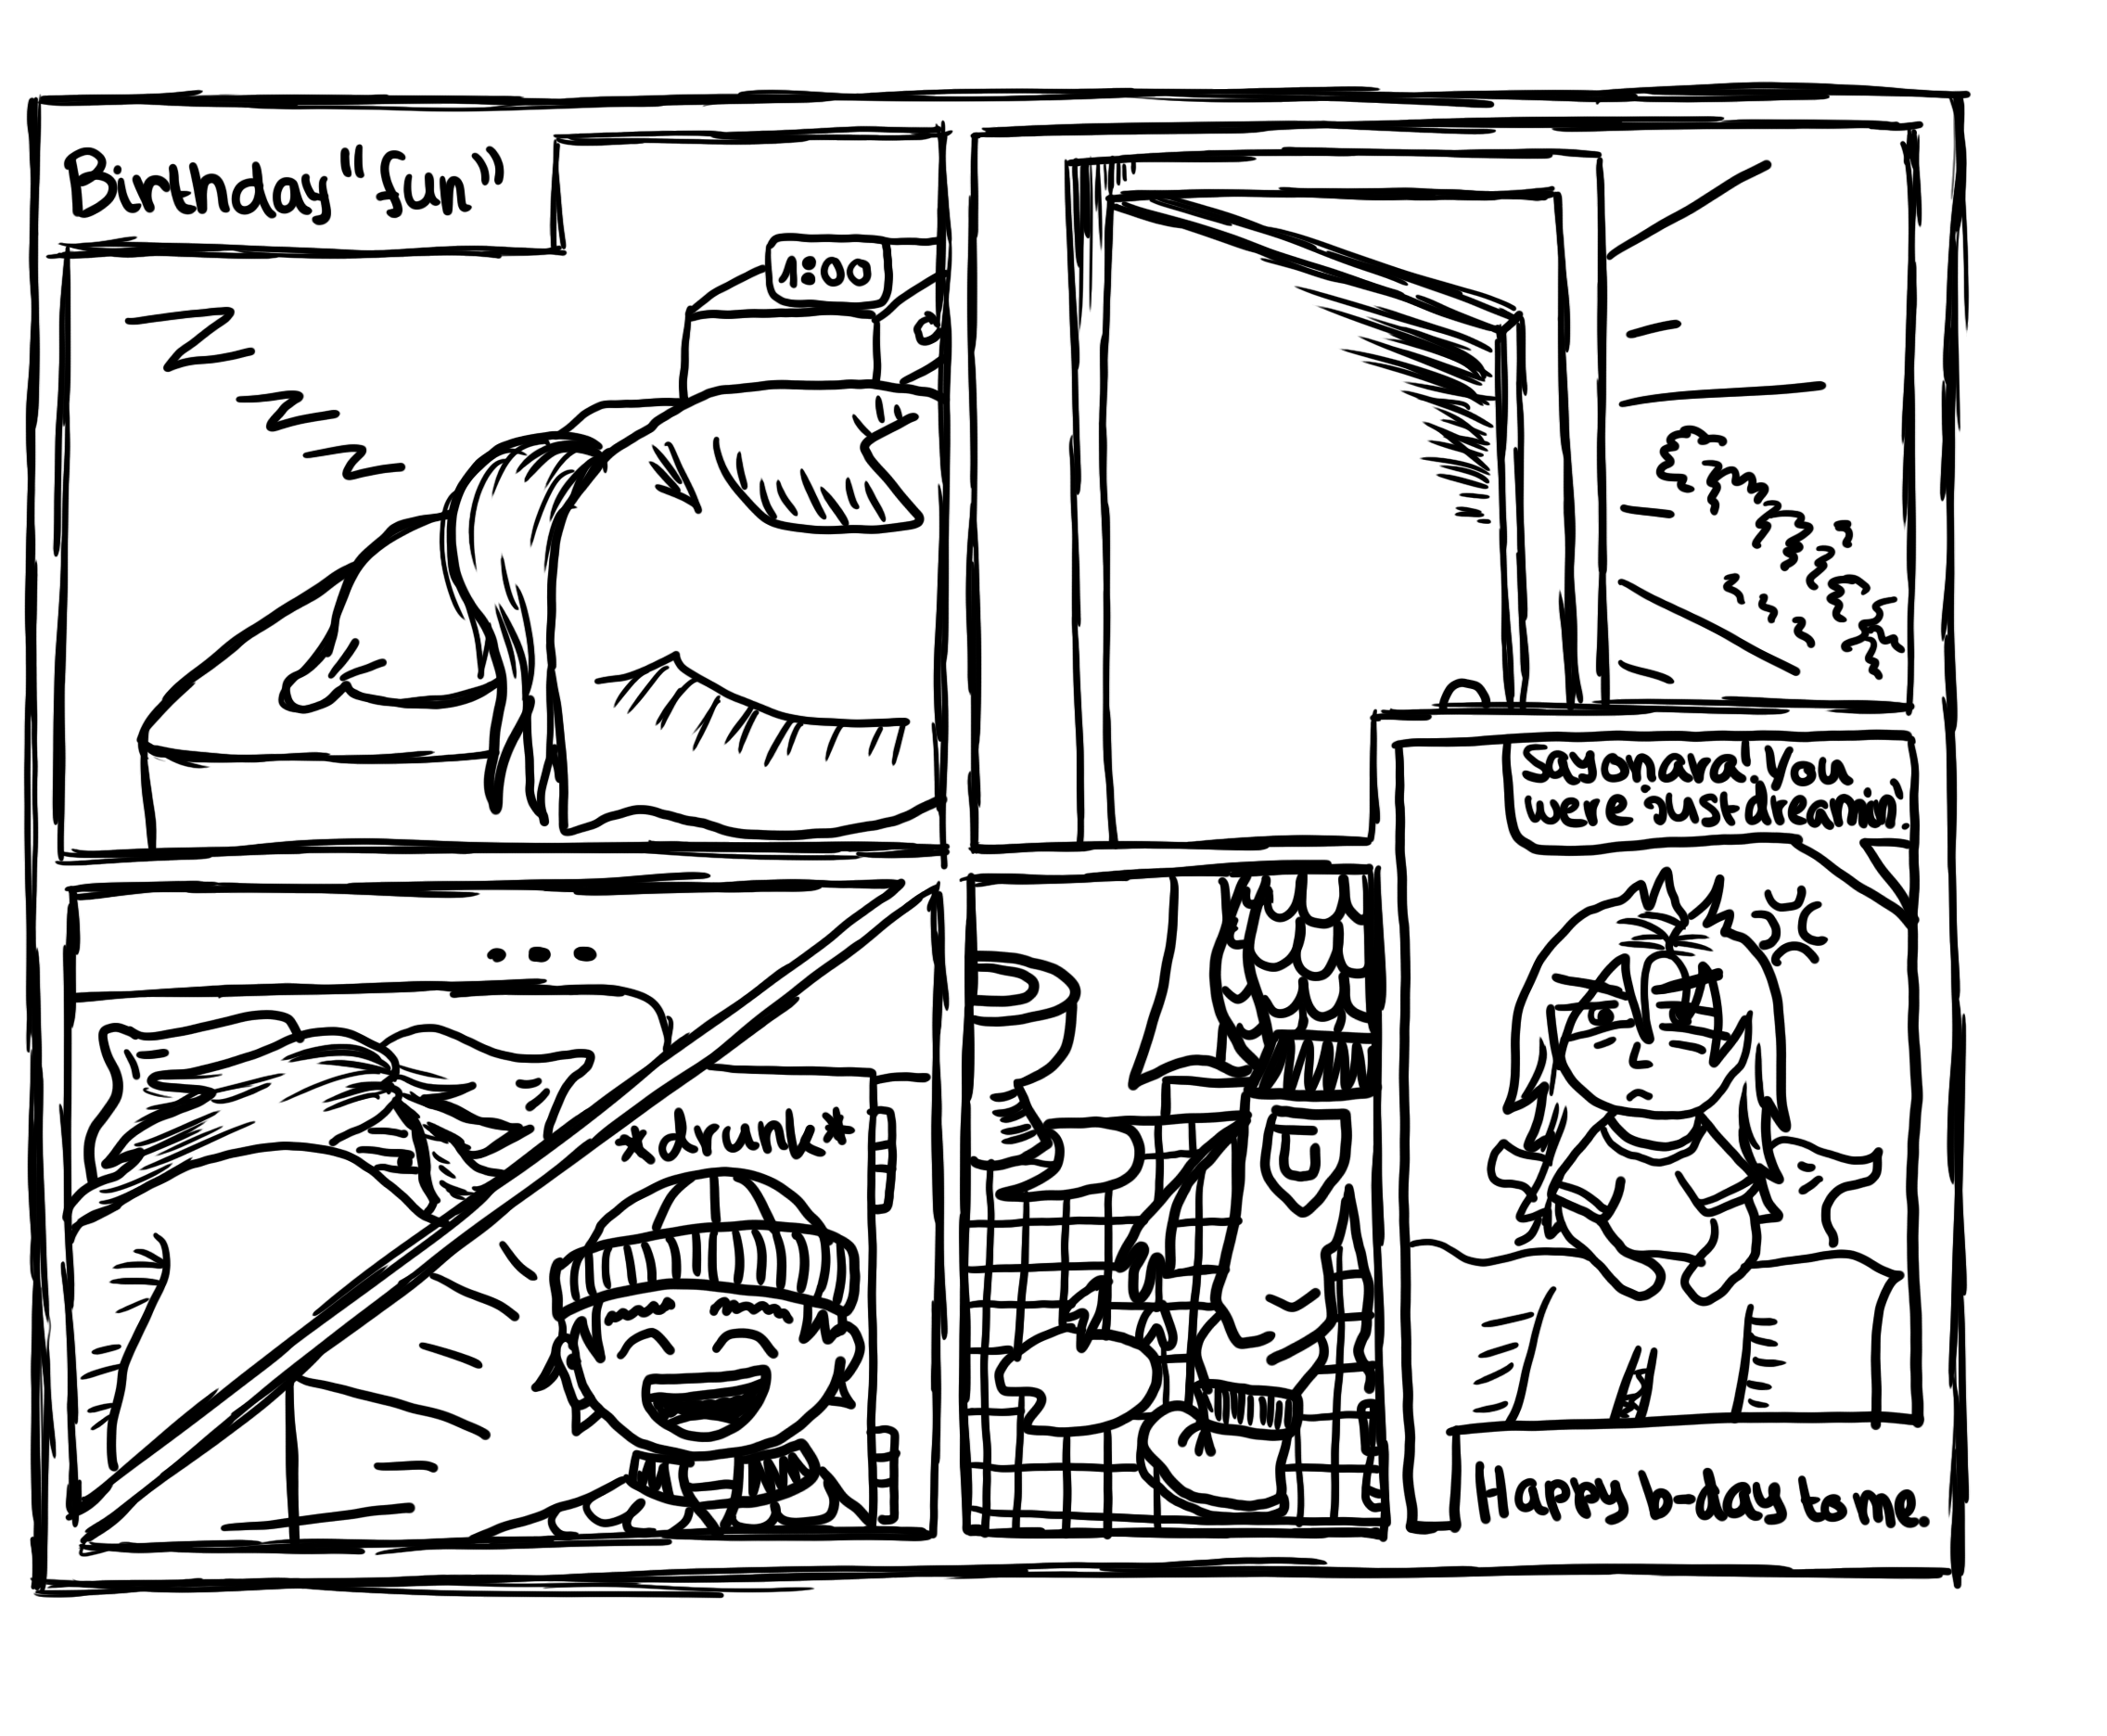 Birthday "fun"
1:00
z z z
...
*drunk*
Sayonara! You
were just dreamin'.
Happy b-day to me.